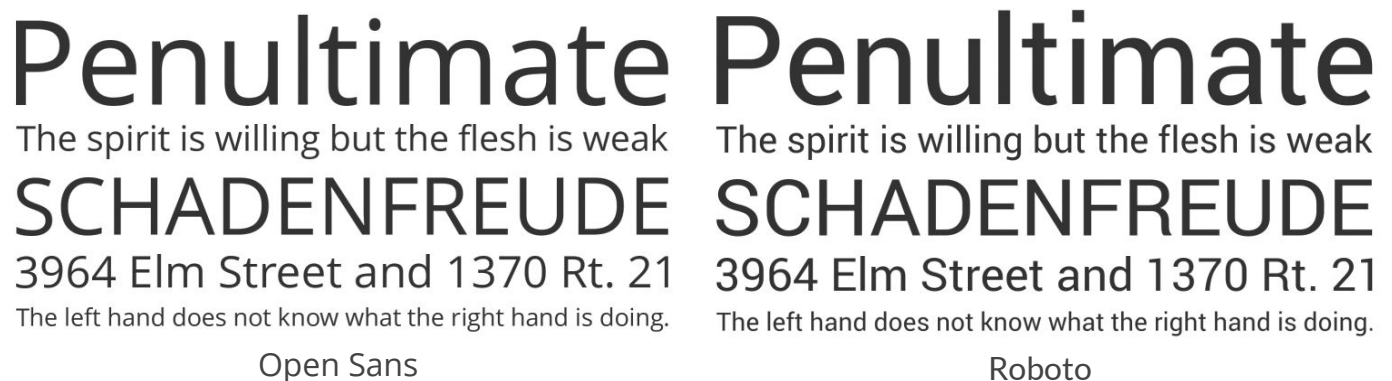 Penultimate
The spirit is willing but the flesh is weak
SCHADENFREUDE
3964 Elm Street and 1370 Rt. 21
The left hand does not know what the right hand is doing.
Open Sans
Penultimate
The spirit is willing but the flesh is weak
SCHADENFREUDE
3964 Elm Street and 1370 Rt. 21
The left hand does not know what the right hand is doing.
Roboto